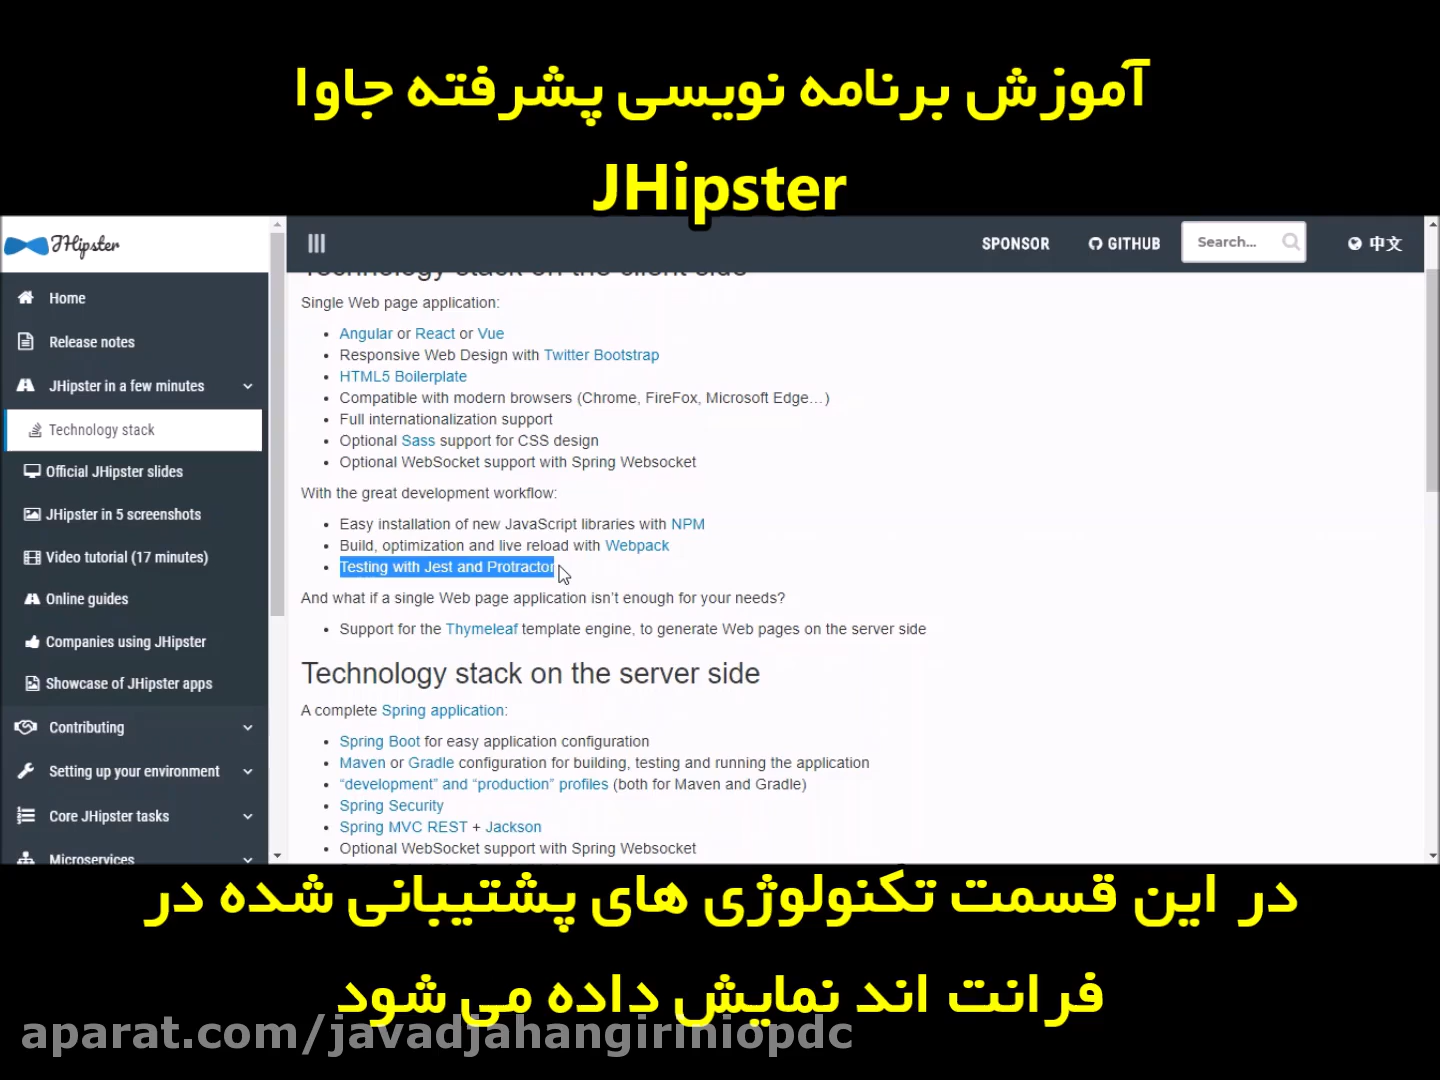 آموزش برنامه نویسی پشرفته جاوا
JHipster
JHipster
SPONSOR
GITHUB
Search...
中文
Home
Release notes
JHipster in a few minutes
Technology stack
Official JHipster slides
JHipster in 5 screenshots
Video tutorial (17 minutes)
Online guides
Companies using JHipster
Showcase of JHipster apps
Contributing
Setting up your environment
Core JHipster tasks
Microservices
Technology stack on the client side
Single Web page application:
Angular or React or Vue
Responsive Web Design with Twitter Bootstrap
HTML5 Boilerplate
Compatible with modern browsers (Chrome, FireFox, Microsoft Edge…)
Full internationalization support
Optional Sass support for CSS design
Optional WebSocket support with Spring Websocket
With the great development workflow:
Easy installation of new JavaScript libraries with NPM
Build, optimization and live reload with Webpack
Testing with Jest and Protractor
And what if a single Web page application isn't enough for your needs?
Support for the Thymeleaf template engine, to generate Web pages on the server side
Technology stack on the server side
A complete Spring application:
Spring Boot for easy application configuration
Maven or Gradle configuration for building, testing and running the application
“development” and “production” profiles (both for Maven and Gradle)
Spring Security
Spring MVC REST + Jackson
Optional WebSocket support with Spring Websocket
در این قسمت تکنولوژی های پشتیبانی شده در
فرانت اند نمایش داده می شود
aparat.com/javadjahangiriniopdc